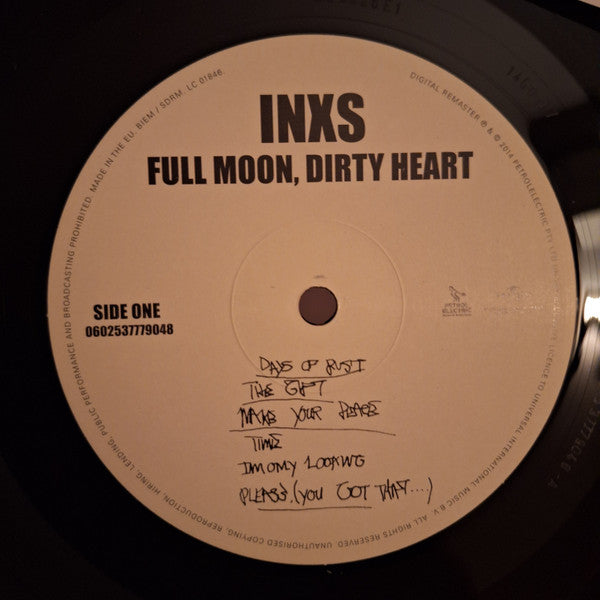 INXS
FULL MOON, DIRTY HEART
SIDE ONE
0602537779048
PETROL
ELECTRIC
DAYS OF RUST
THE GIFT
MAKE YOUR PEACE
TIME
IM ONLY LOOKING
PLEASE (YOU GOT THAT...)
DIGITAL REMASTER ℗ & © 2014 PETROLELECTRIC PTY LTD
LICENCE TO UNIVERSAL INTERNATIONAL MUSIC B.V. ALL RIGHTS RESERVED. UNAUTHORISED COPYING, REPRODUCTION, HIRING, LENDING, PUBLIC PERFORMANCE AND BROADCASTING PROHIBITED. MADE IN THE EU. BIEM / SDRM. LC 01846.